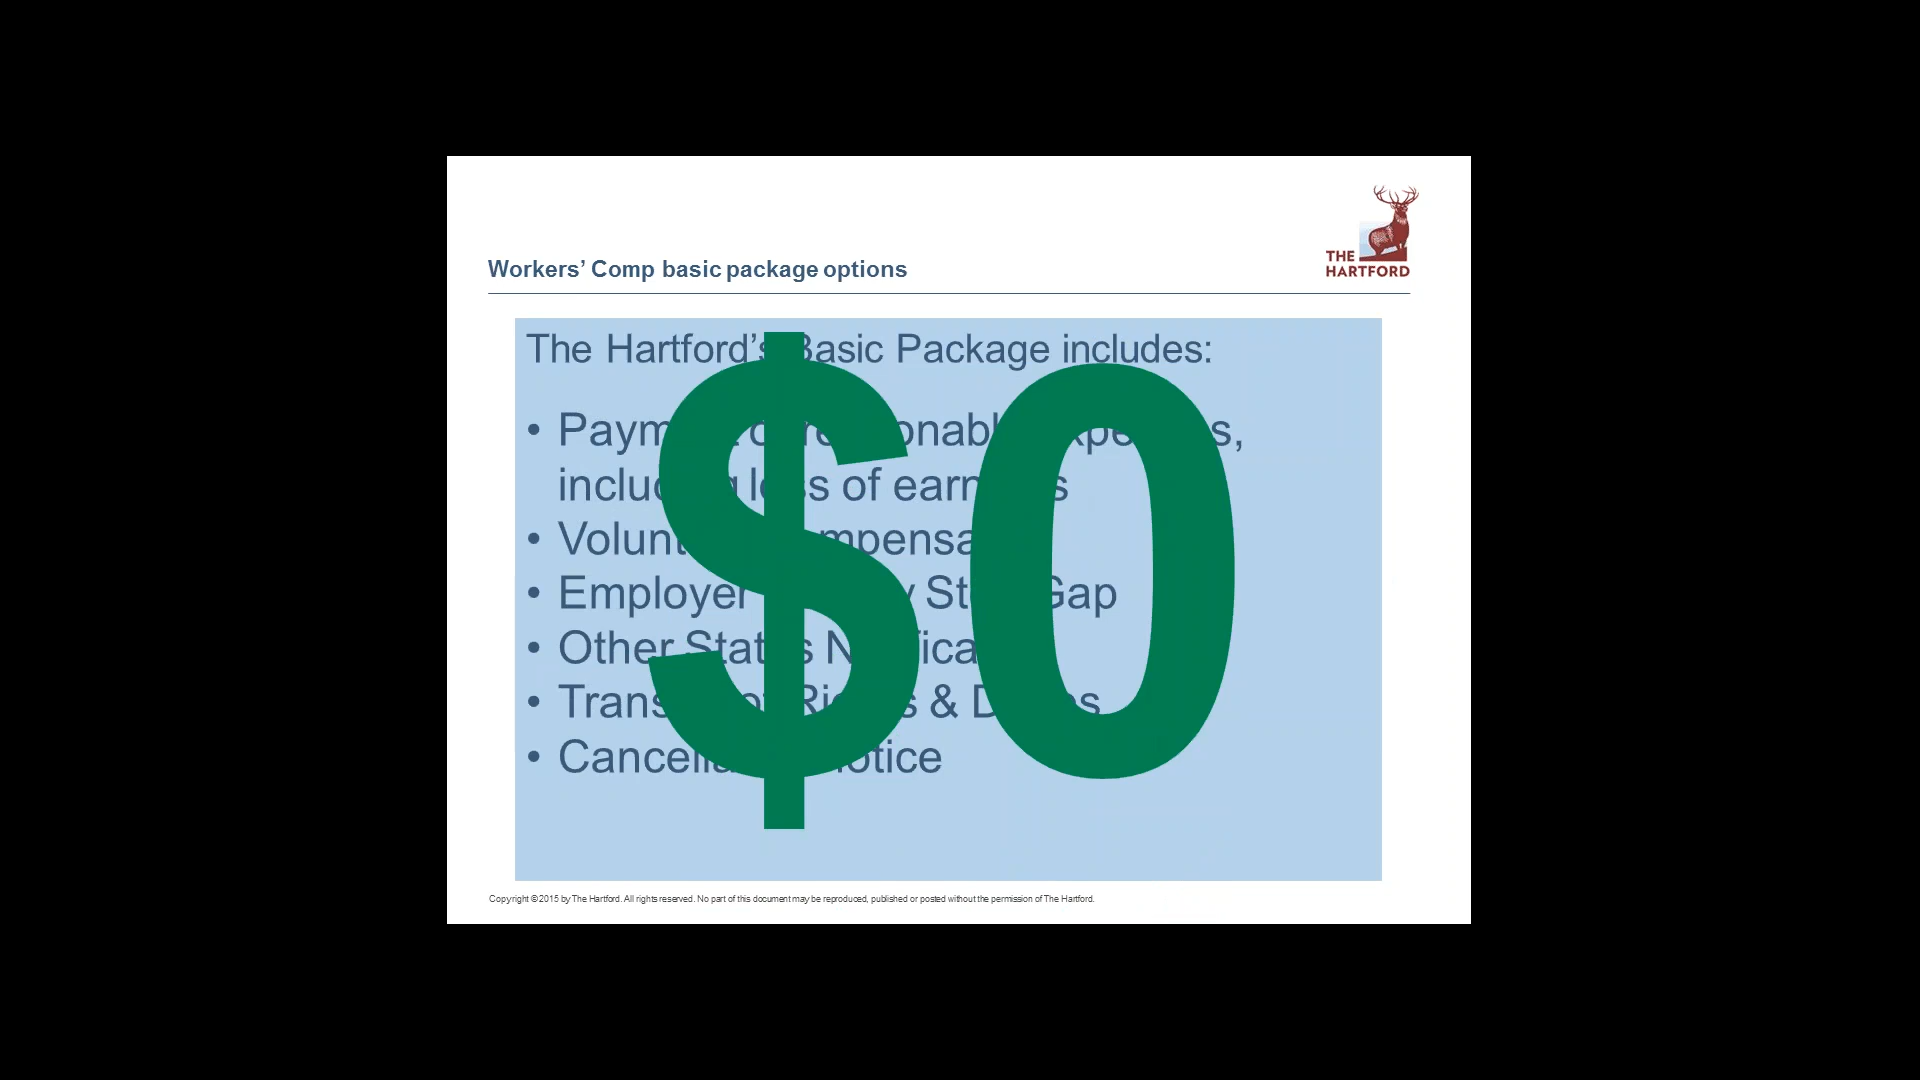 THE
HARTFORD
Workers’ Comp basic package options
The Hartford’s Basic Package includes:
$0
• Payment of reasonable expenses,
including loss of earnings
• Voluntary Compensation
• Employer Stop Gap
• Other States Notification
• Transfer of Rights & Duties
• Cancellation Notice
Copyright © 2015 by The Hartford. All rights reserved. No part of this document may be reproduced, published or posted without the permission of The Hartford.